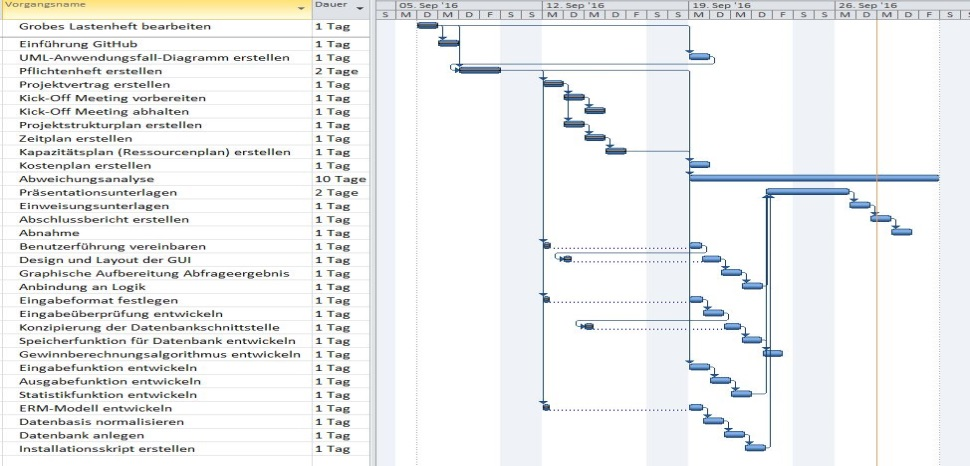 Vorgangsname Dauer 05. Sep '16 12. Sep '16 19. Sep '16 26. Sep '16
S M D M D F S S M D M D F S S M D M D F S S M D M D F S
Grobes Lastenheft bearbeiten 1 Tag
Einführung GitHub 1 Tag
UML-Anwendungsfall-Diagramm erstellen 1 Tag
Pflichtenheft erstellen 2 Tage
Projektvertrag erstellen 1 Tag
Kick-Off Meeting vorbereiten 1 Tag
Kick-Off Meeting abhalten 1 Tag
Projektstrukturplan erstellen 1 Tag
Zeitplan erstellen 1 Tag
Kapazitätsplan (Ressourcenplan) erstellen 1 Tag
Kostenplan erstellen 1 Tag
Abweichungsanalyse 10 Tage
Präsentationsunterlagen 2 Tage
Einweisungsunterlagen 1 Tag
Abschlussbericht erstellen 1 Tag
Abnahme 1 Tag
Benutzerführung vereinbaren 1 Tag
Design und Layout der GUI 1 Tag
Graphische Aufbereitung Abfrageergebnis 1 Tag
Anbindung an Logik 1 Tag
Eingabeformat festlegen 1 Tag
Eingabeüberprüfung entwickeln 1 Tag
Konzipierung der Datenbankschnittstelle 1 Tag
Speicherfunktion für Datenbank entwickeln 1 Tag
Gewinnberechnungsalgorithmus entwickeln 1 Tag
Eingabefunktion entwickeln 1 Tag
Ausgabefunktion entwickeln 1 Tag
Statistikfunktion entwickeln 1 Tag
ERM-Modell entwickeln 1 Tag
Datenbasis normalisieren 1 Tag
Datenbank anlegen 1 Tag
Installationsskript erstellen 1 Tag